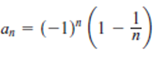 aₙ = (−1)ⁿ (1 − 1/n)